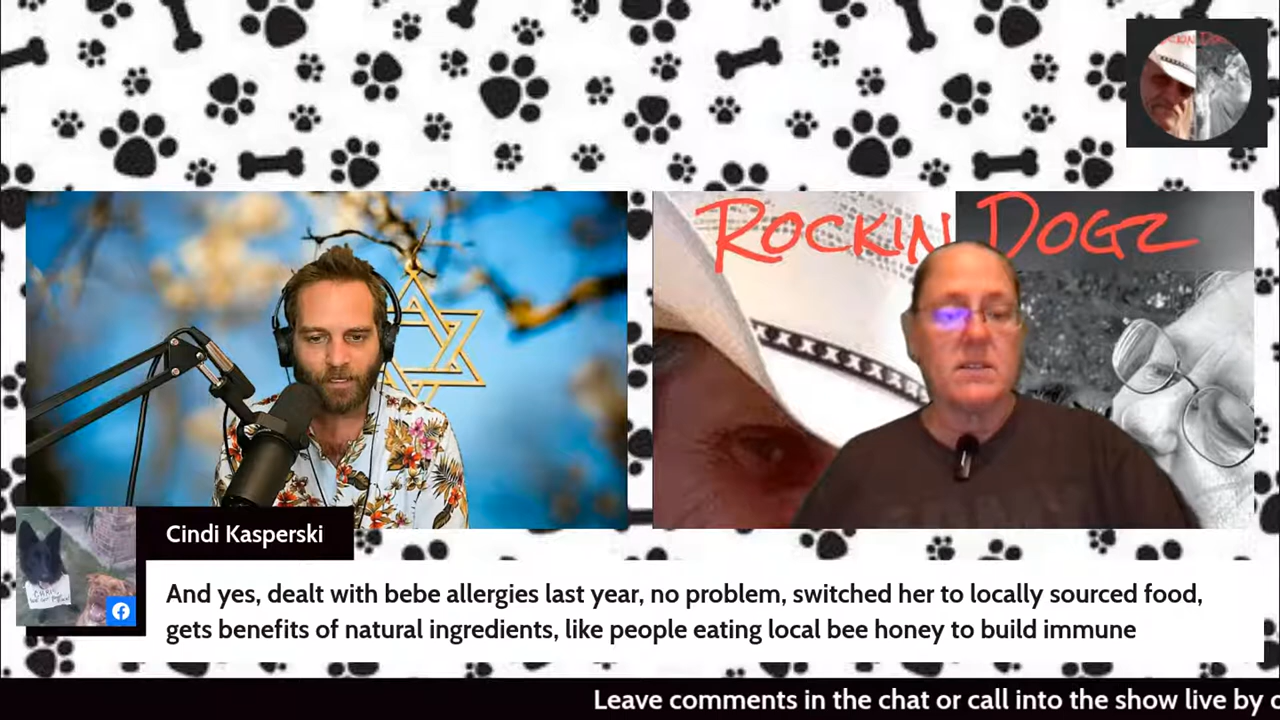 ROCKIN DOGZ
Cindi Kasperski
And yes, dealt with bebe allergies last year, no problem, switched her to locally sourced food,
gets benefits of natural ingredients, like people eating local bee honey to build immune
Leave comments in the chat or call into the show live by